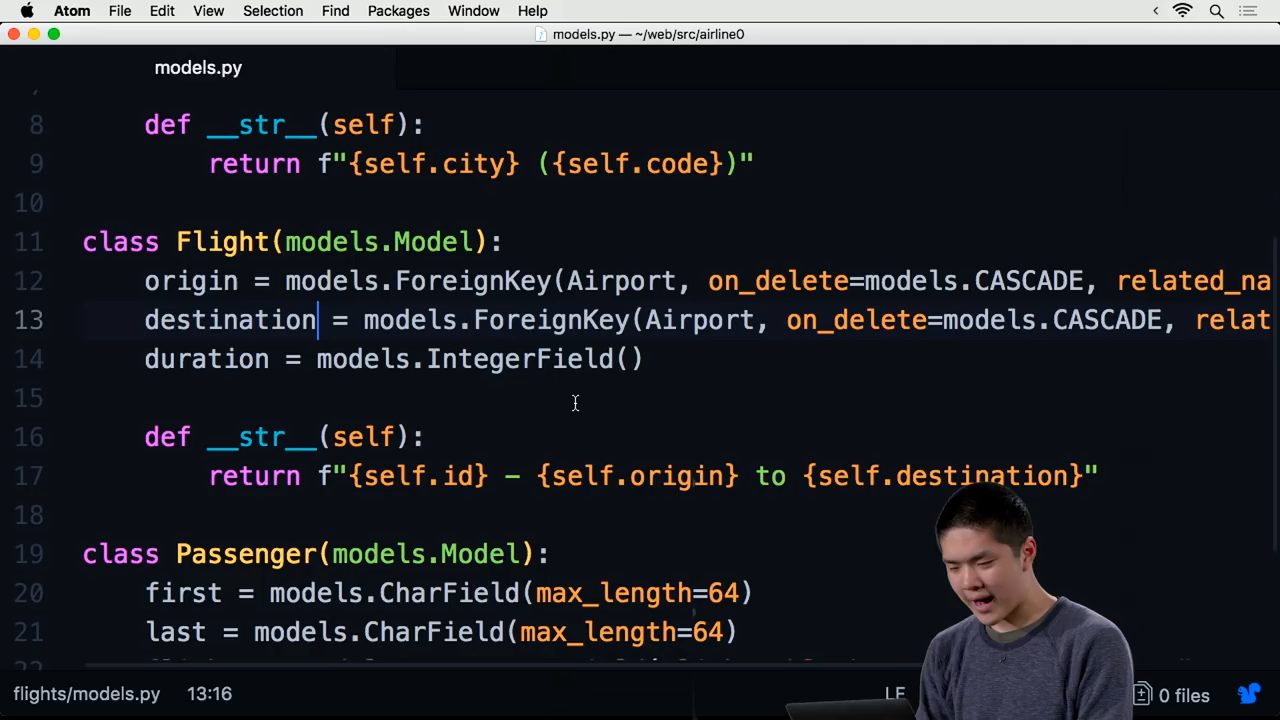 Atom File Edit View Selection Find Packages Window Help
models.py — ~/web/src/airline0
models.py
8 def __str__(self):
9 return f"{self.city} ({self.code})"
10
11 class Flight(models.Model):
12 origin = models.ForeignKey(Airport, on_delete=models.CASCADE, related_na
13 destination = models.ForeignKey(Airport, on_delete=models.CASCADE, relat
14 duration = models.IntegerField()
15
16 def __str__(self):
17 return f"{self.id} - {self.origin} to {self.destination}"
18
19 class Passenger(models.Model):
20 first = models.CharField(max_length=64)
21 last = models.CharField(max_length=64)
flights/models.py 13:16 LF 0 files